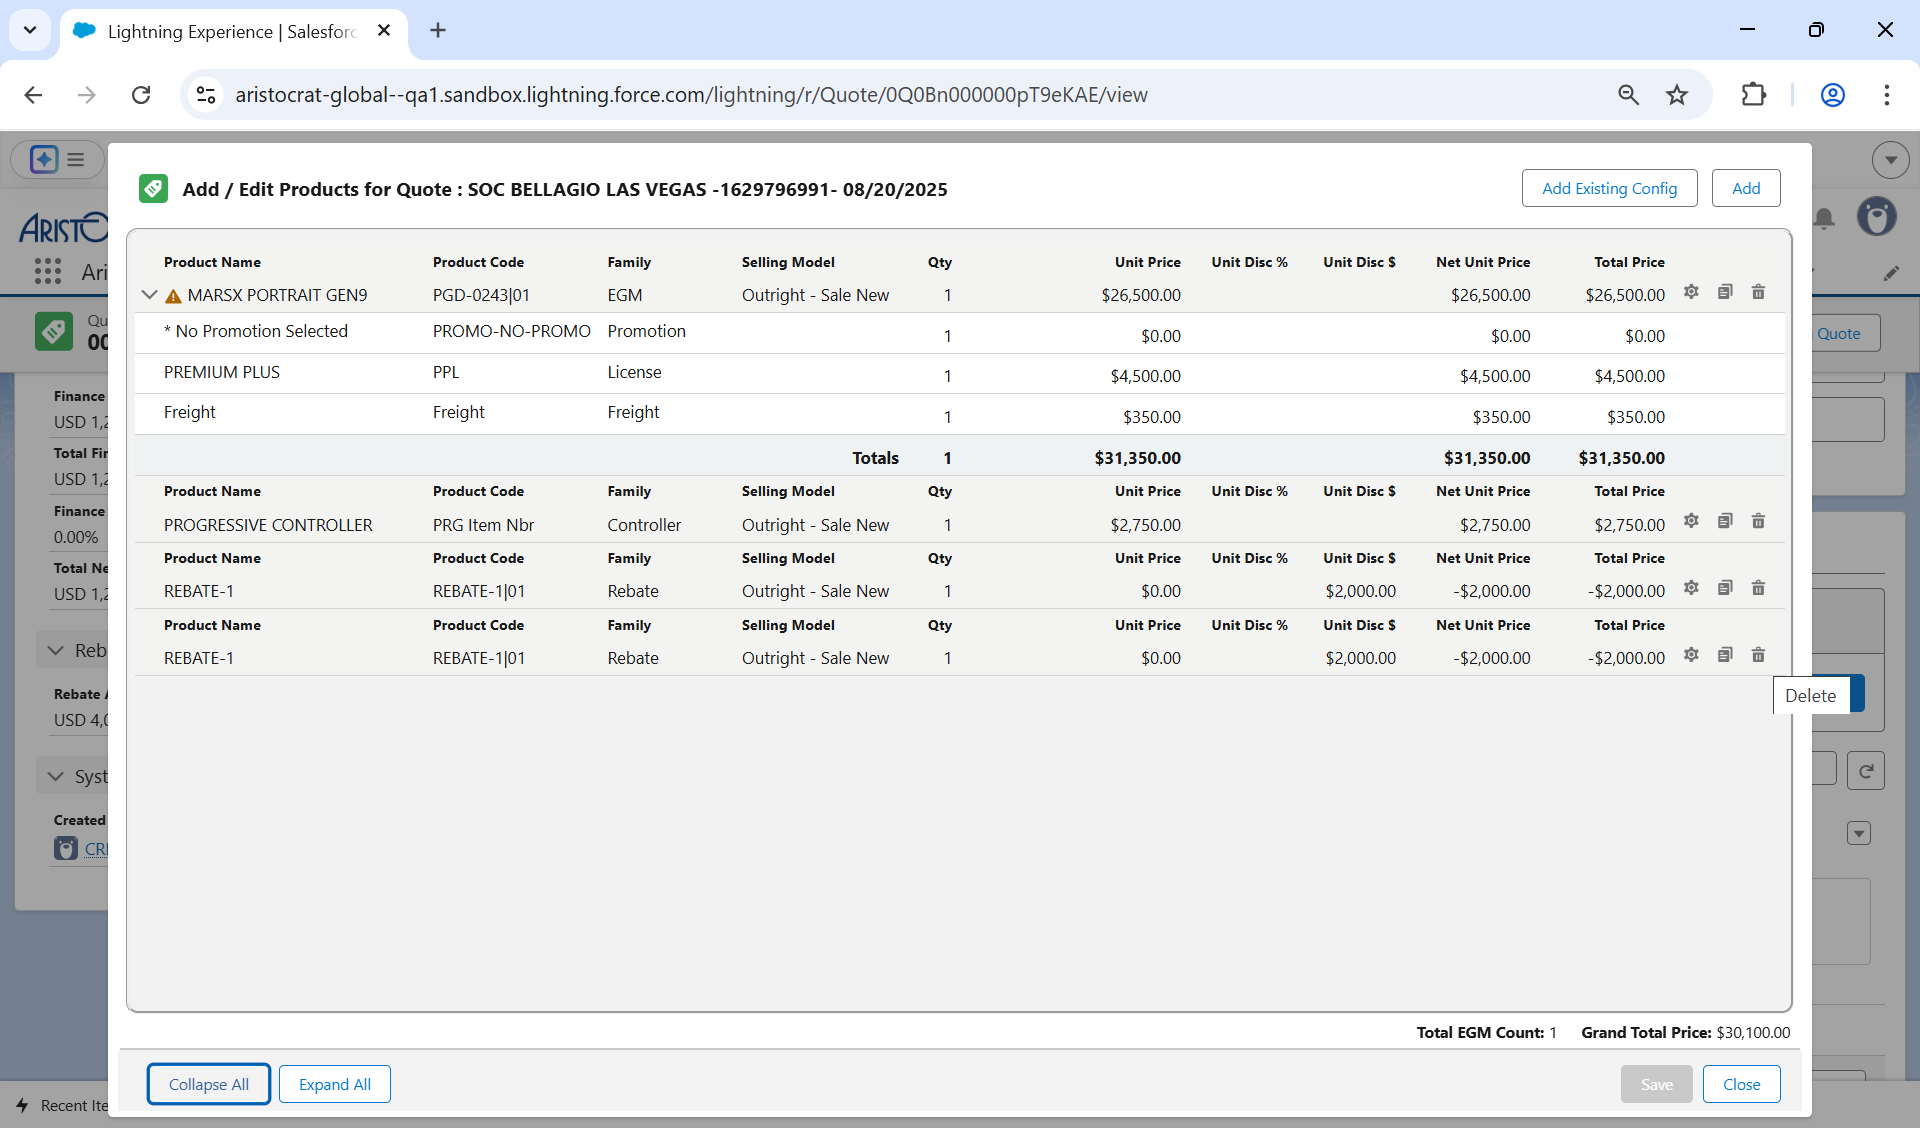 Lightning Experience | Salesforc
aristocrat-global--qa1.sandbox.lightning.force.com/lightning/r/Quote/0Q0Bn000000pT9eKAE/view
Add / Edit Products for Quote : SOC BELLAGIO LAS VEGAS -1629796991- 08/20/2025
Add Existing Config
Add
ARISTO
Ari
Qu
00
Quote
Product Name Product Code Family Selling Model Qty Unit Price Unit Disc % Unit Disc $ Net Unit Price Total Price
MARSX PORTRAIT GEN9 PGD-0243|01 EGM Outright - Sale New 1 $26,500.00 $26,500.00 $26,500.00
* No Promotion Selected PROMO-NO-PROMO Promotion 1 $0.00 $0.00 $0.00
PREMIUM PLUS PPL License 1 $4,500.00 $4,500.00 $4,500.00
Freight Freight Freight 1 $350.00 $350.00 $350.00
Totals 1 $31,350.00 $31,350.00 $31,350.00
Product Name Product Code Family Selling Model Qty Unit Price Unit Disc % Unit Disc $ Net Unit Price Total Price
PROGRESSIVE CONTROLLER PRG Item Nbr Controller Outright - Sale New 1 $2,750.00 $2,750.00 $2,750.00
Product Name Product Code Family Selling Model Qty Unit Price Unit Disc % Unit Disc $ Net Unit Price Total Price
REBATE-1 REBATE-1|01 Rebate Outright - Sale New 1 $0.00 $2,000.00 -$2,000.00 -$2,000.00
Product Name Product Code Family Selling Model Qty Unit Price Unit Disc % Unit Disc $ Net Unit Price Total Price
REBATE-1 REBATE-1|01 Rebate Outright - Sale New 1 $0.00 $2,000.00 -$2,000.00 -$2,000.00
Delete
Finance
USD 1,2
Total Fin
USD 1,2
Finance
0.00%
Total Ne
USD 1,2
Reb
Rebate A
USD 4,0
Syst
Created
CRI
Total EGM Count: 1 Grand Total Price: $30,100.00
Collapse All
Expand All
Save
Close
Recent Ite